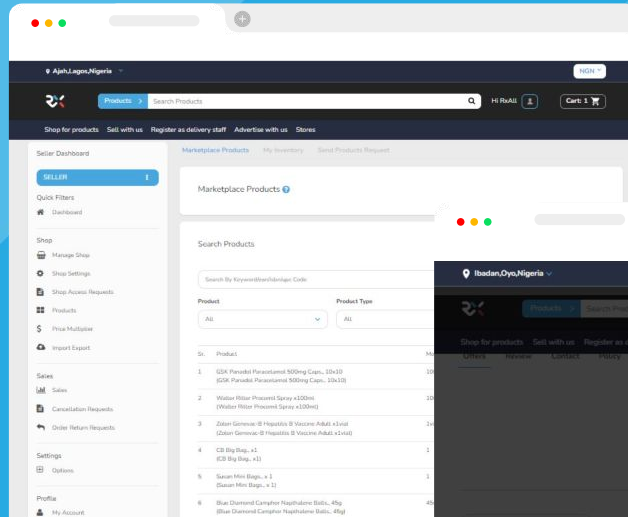 Ajah,Lagos,Nigeria
NGN
Products > Search Products
Hi RxAll
Cart: 1
Shop for products Sell with us Register as delivery staff Advertise with us Stores
Seller Dashboard
Marketplace Products My Inventory Send Products Request
SELLER
Quick Filters
Dashboard
Marketplace Products
Shop
Manage Shop
Shop Settings
Shop Access Requests
Products
Price Multiplier
Import Export
Sales
Sales
Cancellation Requests
Order Return Requests
Settings
Options
Profile
My Account
Search Products
Product Product Type
All All
Sr. Product
1 GSK Panadol Paracetamol 500mg Caps., 10x10
(GSK Panadol Paracetamol 500mg Caps., 10x10)
2 Walter Ritter Procomil Spray x100ml
(Walter Ritter Procomil Spray x100ml)
3 Zolon Genevac-B Hepatitis B Vaccine Adult x1vial
(Zolon Genevac-B Hepatitis B Vaccine Adult x1vial)
4 CB Big Bag., x1
(CB Big Bag., x1)
5 Susan Mini Bags., x 1
(Susan Mini Bags., x 1)
6 Blue Diamond Camphor Napthalene Balls., 45g
(Blue Diamond Camphor Napthalene Balls., 45g)
Ibadan,Oyo,Nigeria
Products > Search
Shop for products Sell with us Register as
Offers Review Contact Policy